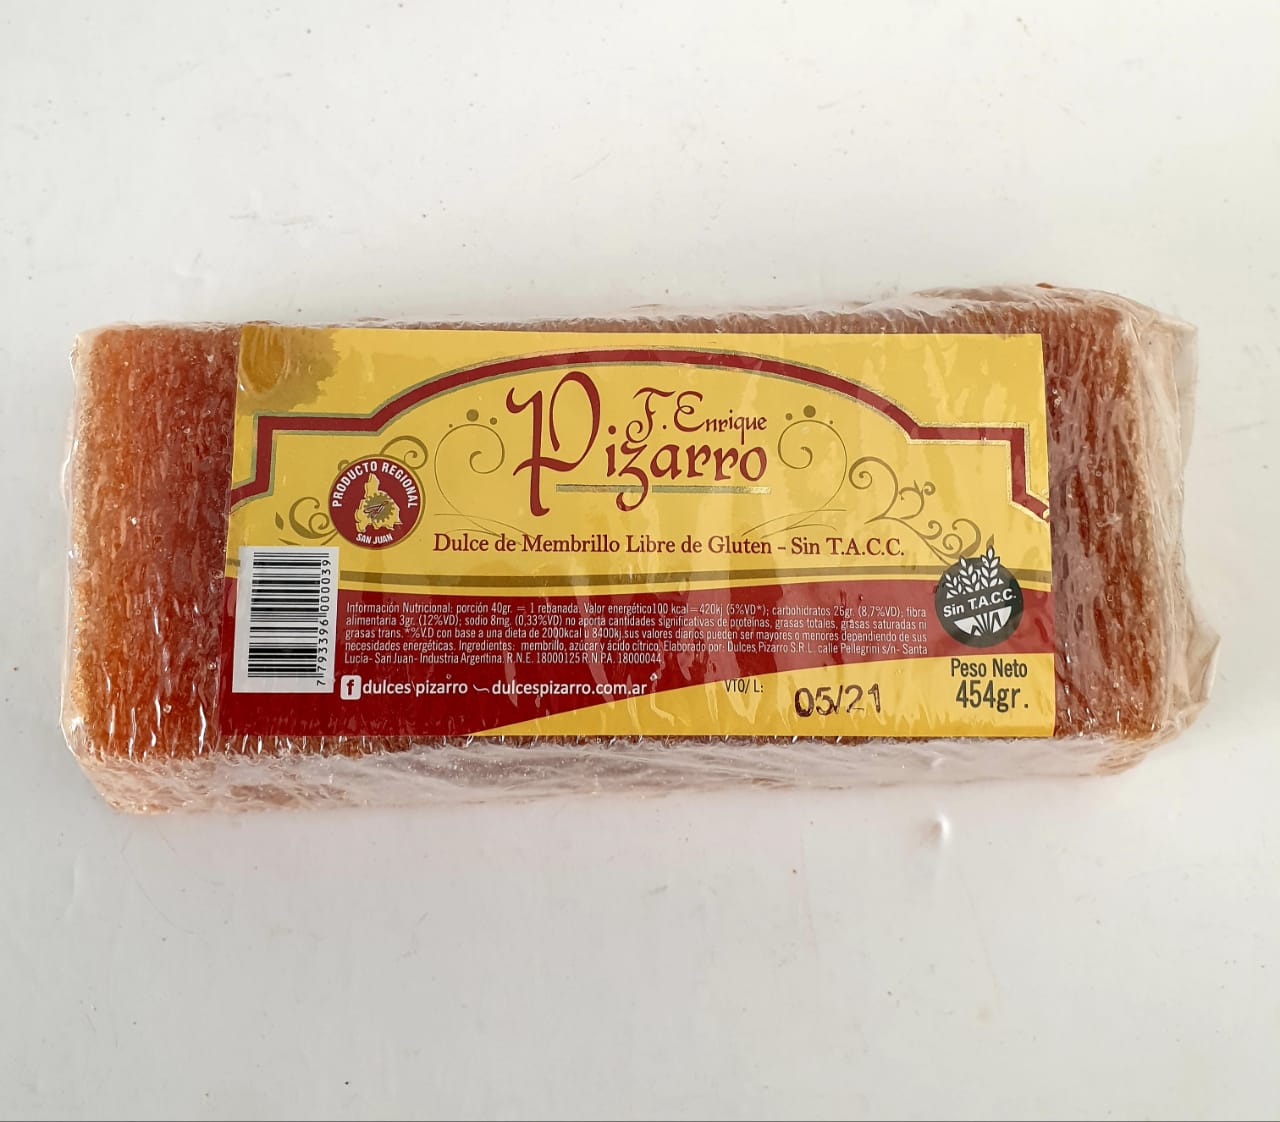 F. Enrique
Pizarro
PRODUCTO REGIONAL
SAN JUAN
Dulce de Membrillo Libre de Gluten - Sin T.A.C.C.
Sin T.A.C.C.
Información Nutricional: porción 40gr. = 1 rebanada. Valor energético100 kcal=420kj (5%VD*); carbohidratos 26gr. (8,7%VD); fibra
alimentaria 3gr. (12%VD); sodio 8mg. (0,33%VD) no aporta cantidades significativas de proteínas, grasas totales, grasas saturadas ni
grasas trans. *%VD con base a una dieta de 2000kcal u 8400kj.sus valores diarios pueden ser mayores o menores dependiendo de sus
necesidades energéticas. Ingredientes: membrillo, azúcar y ácido cítrico. Elaborado por: Dulces Pizarro S.R.L. calle Pellegrini s/n- Santa
Lucía- San Juan- Industria Argentina. R.N.E. 18000125 R.N.P.A. 18000044
7793396000039
f dulces pizarro dulcespizarro.com.ar
VTO/ L:
05/21
Peso Neto
454gr.